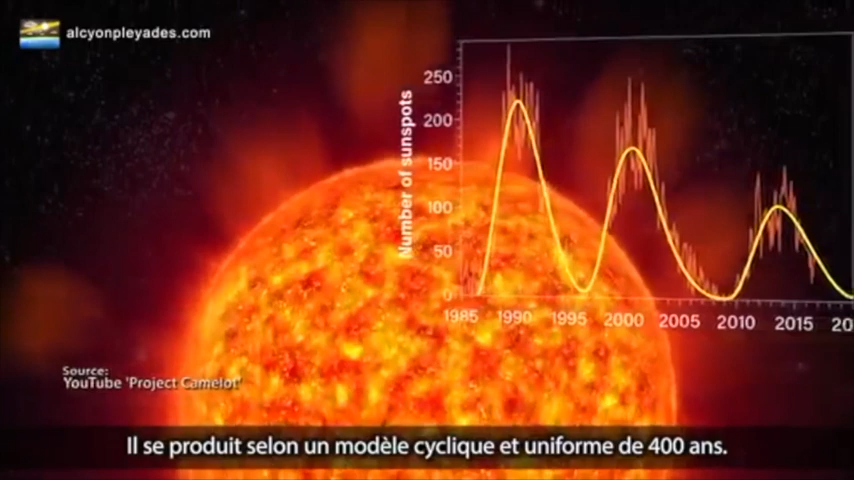 alcyonpleyades.com
Number of sunspots
250
200
150
100
50
0
1985 1990 1995 2000 2005 2010 2015 20
Source:
YouTube 'Project Camelot'
Il se produit selon un modèle cyclique et uniforme de 400 ans.